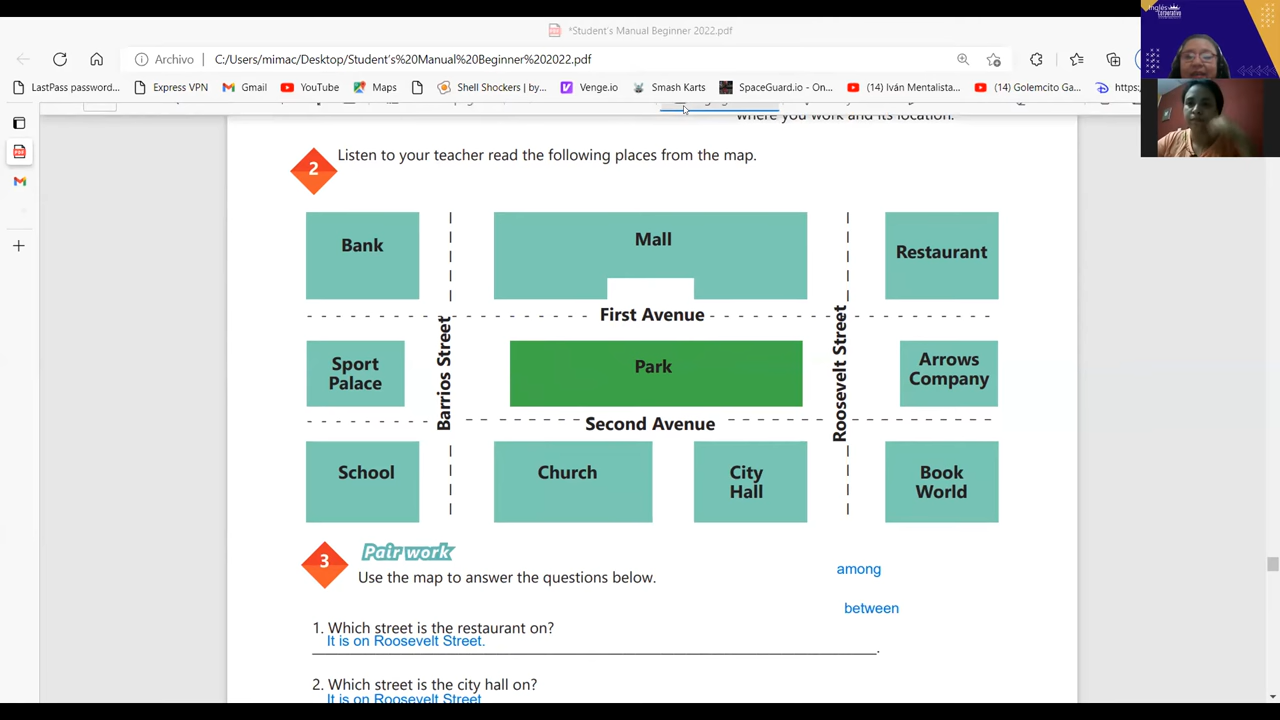 *Student's Manual Beginner 2022.pdf
Archivo C:/Users/mimac/Desktop/Student's%20Manual%20Beginner%202022.pdf
LastPass password... Express VPN Gmail YouTube Maps Shell Shockers | by... Venge.io Smash Karts SpaceGuard.io - On... (14) Iván Mentalista... (14) Golemcito Ga... https:
where you work and its location.
2 Listen to your teacher read the following places from the map.
Bank
Mall
Restaurant
First Avenue
Barrios Street
Roosevelt Street
Sport
Palace
Park
Arrows
Company
Second Avenue
School
Church
City
Hall
Book
World
3 Pair work
Use the map to answer the questions below.
among
between
1. Which street is the restaurant on?
It is on Roosevelt Street.
2. Which street is the city hall on?
It is on Roosevelt Street